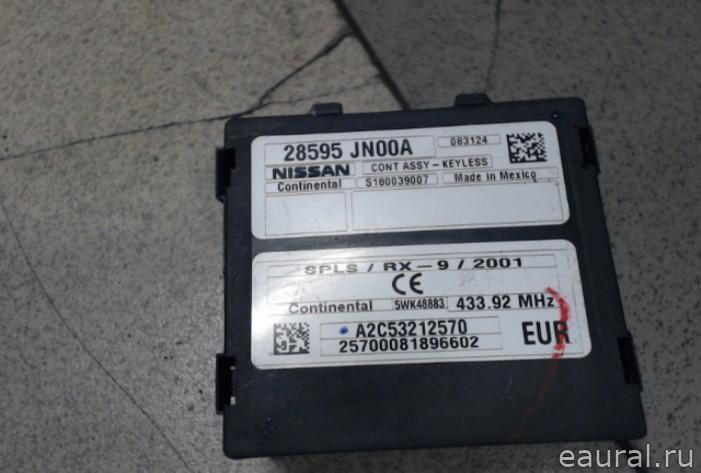 28595 JN00A 083124
NISSAN CONT ASSY-KEYLESS
Continental S180039007 Made in Mexico
SPLS / RX-9 / 2001
CE
Continental 5WK48883 433.92 MHz
A2C53212570 EUR
25700081896602
eaural.ru